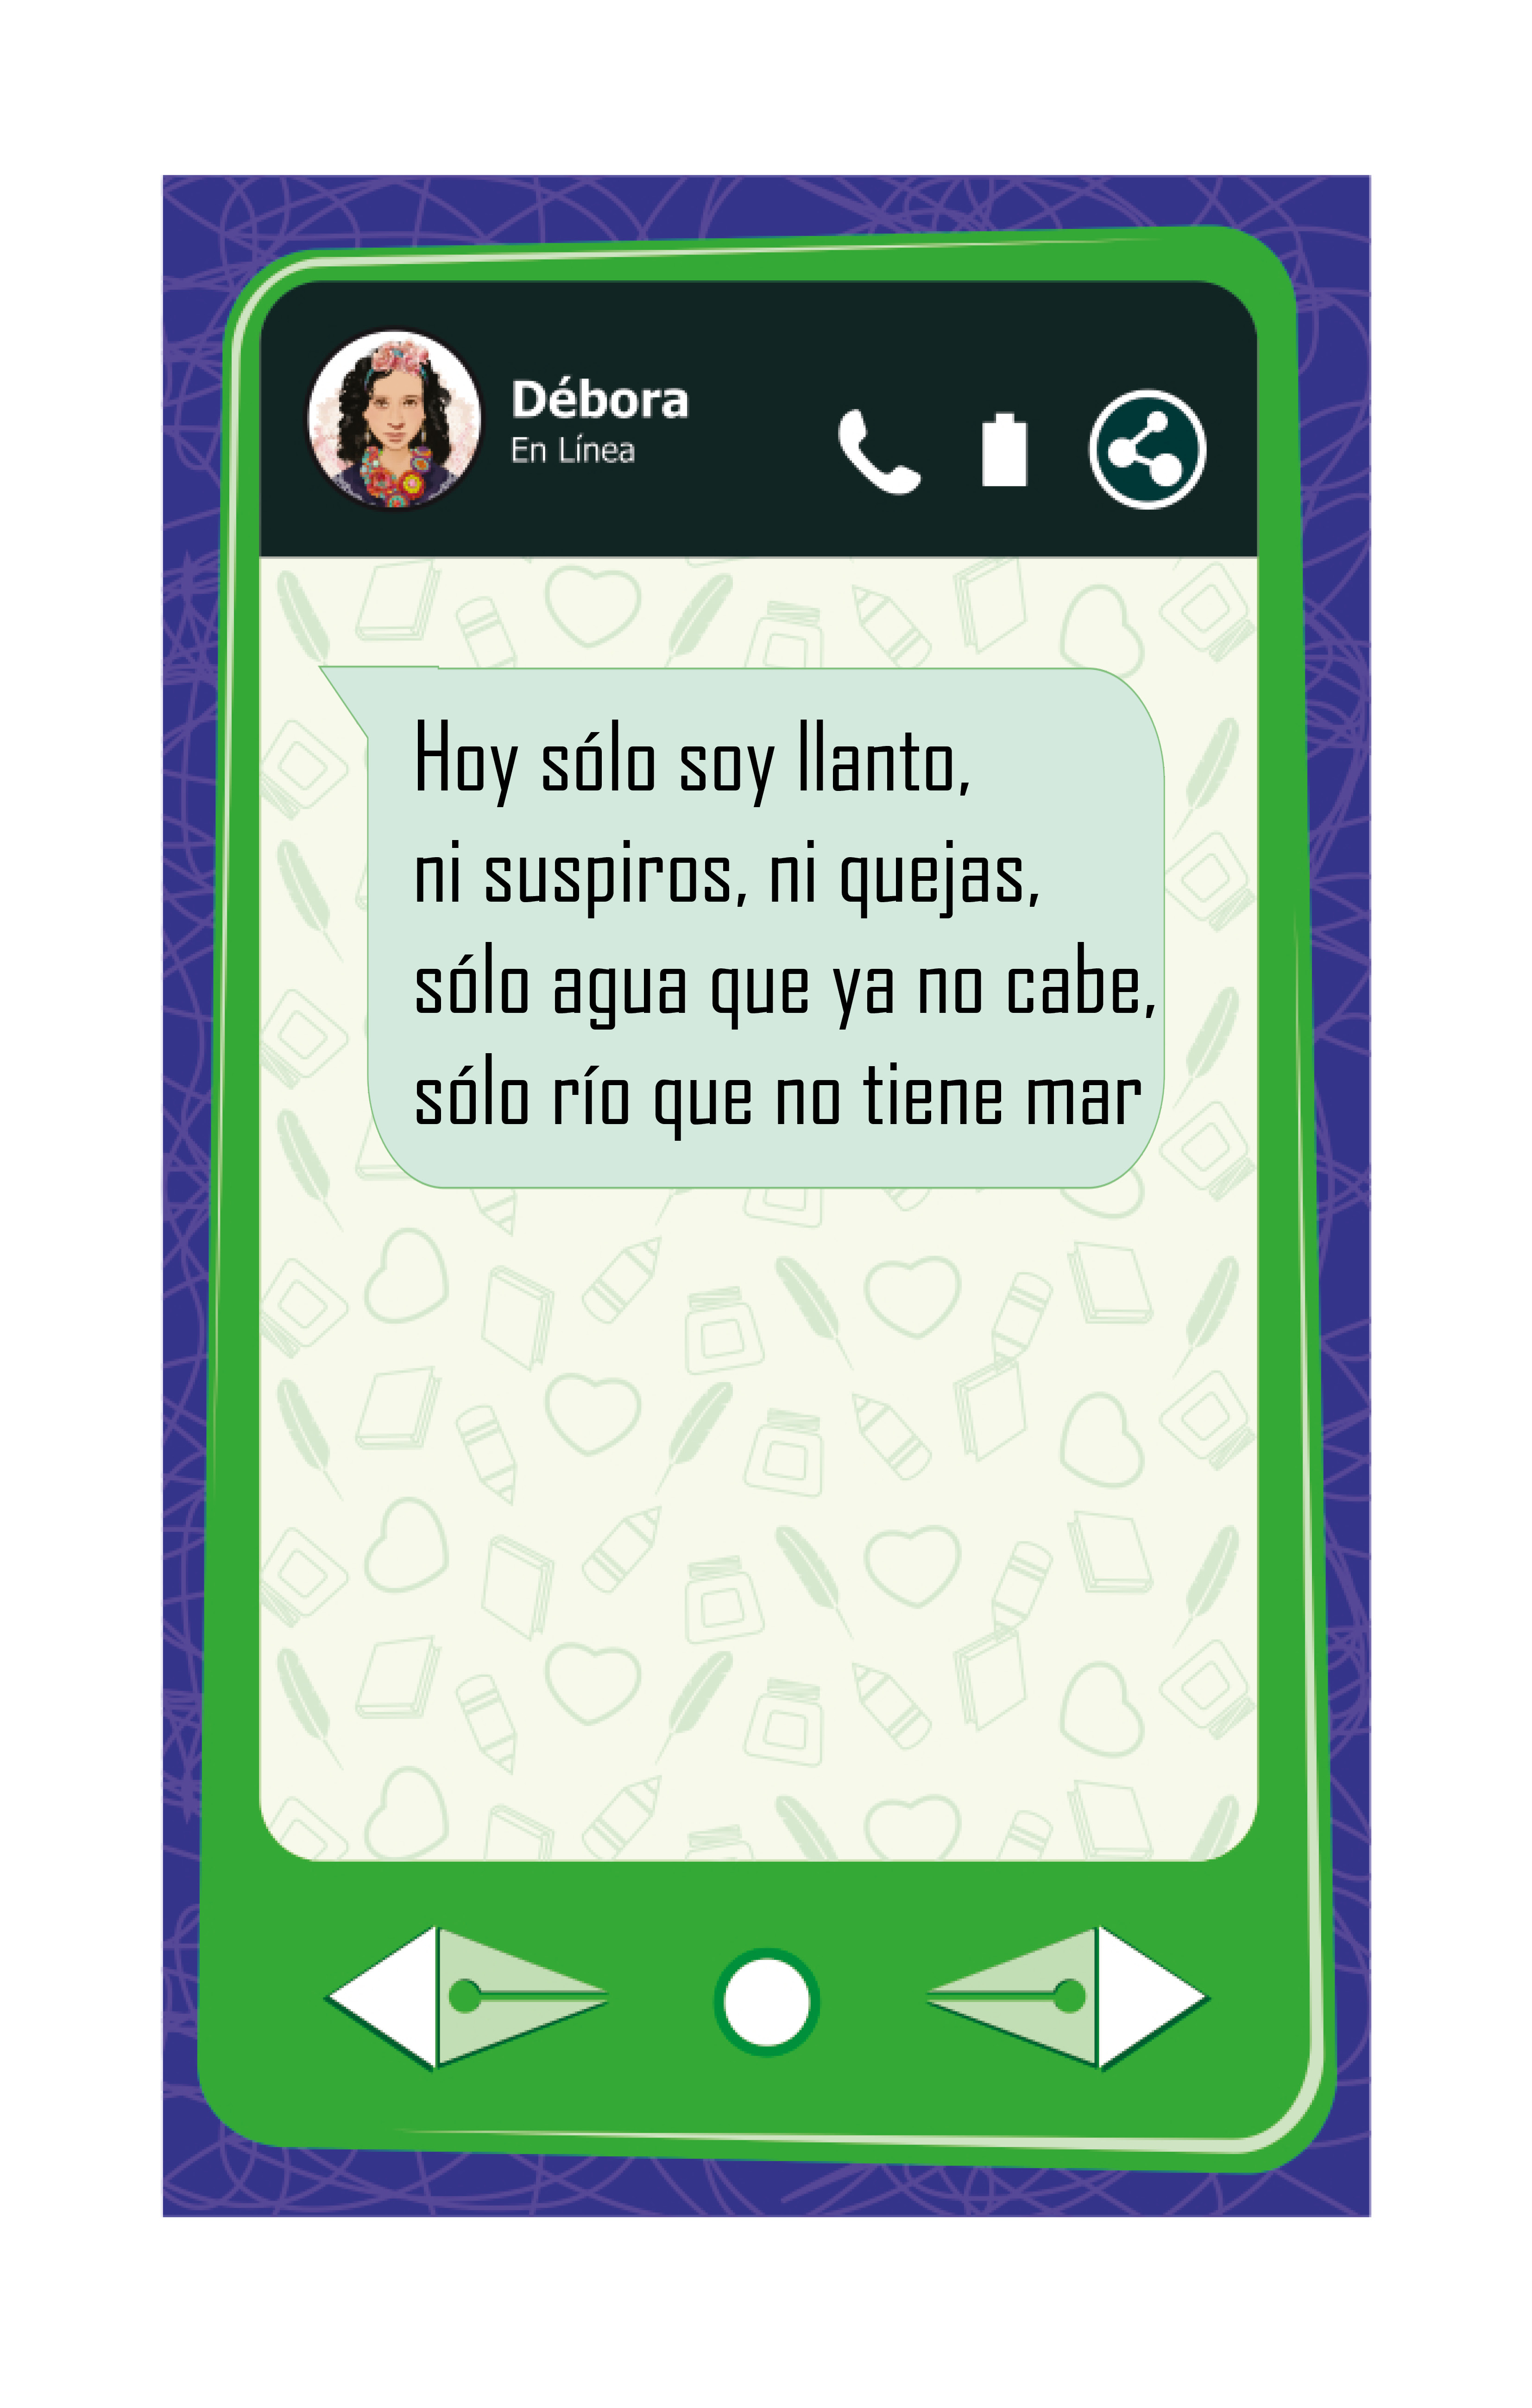 Débora
En Línea
Hoy sólo soy llanto,
ni suspiros, ni quejas,
sólo agua que ya no cabe,
sólo río que no tiene mar